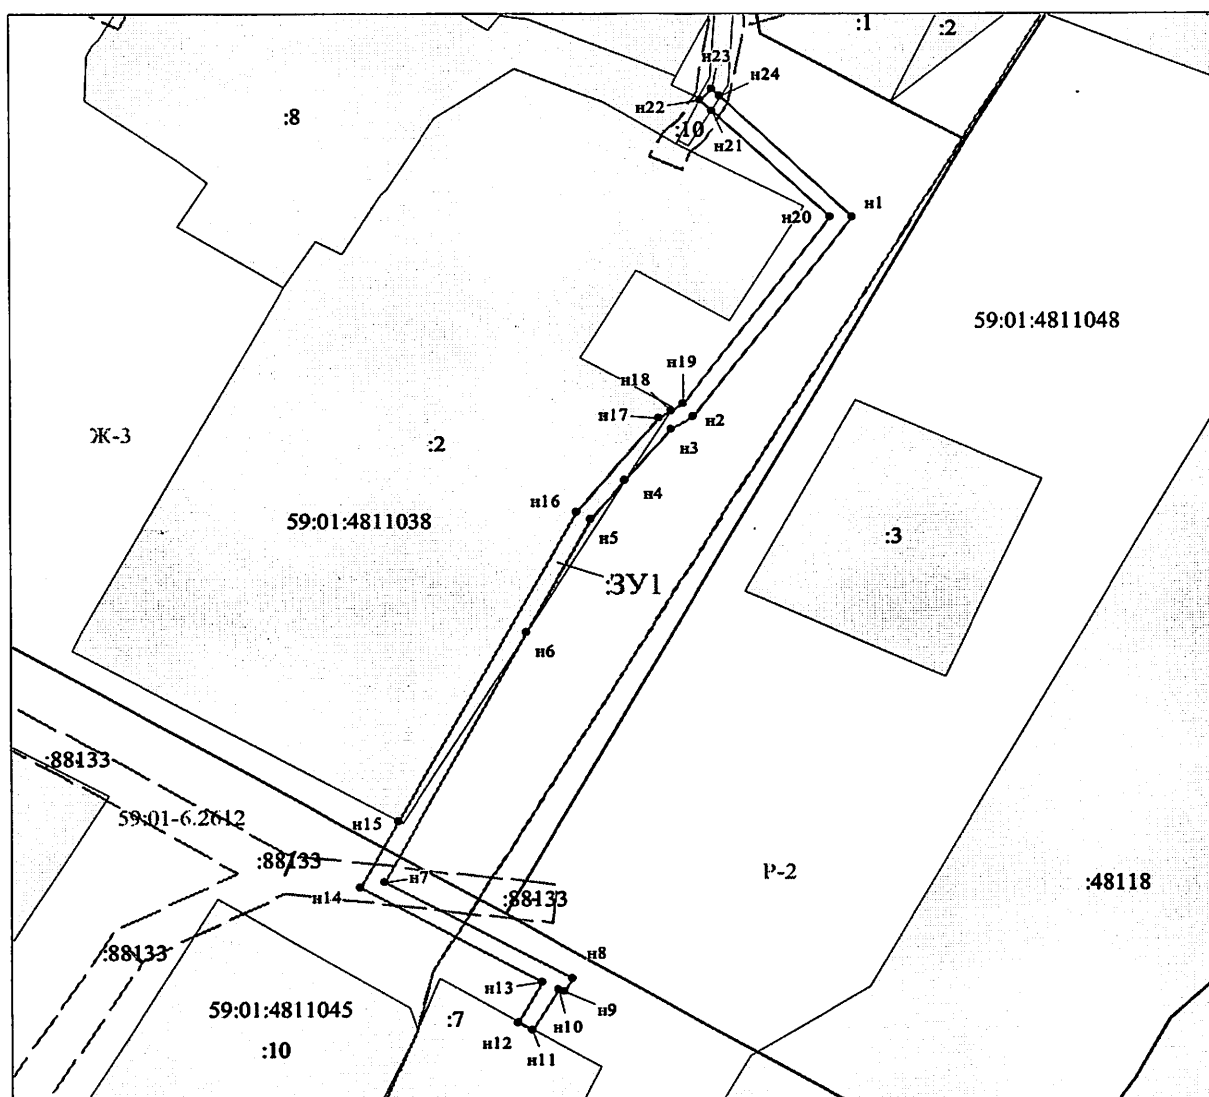 :1
:2
н23
н24
н22
:10
:8
н21
н20
н1
59:01:4811048
н19
н18
н17
н2
н3
Ж-3
:2
н4
н16
59:01:4811038
н5
:3
:ЗУ1
н6
:88133
59:01-6.2612
н15
:88133
н7
Р-2
:48118
н14
:88133
:88133
н8
н13
н9
н10
59:01:4811045
:7
н12
н11
:10